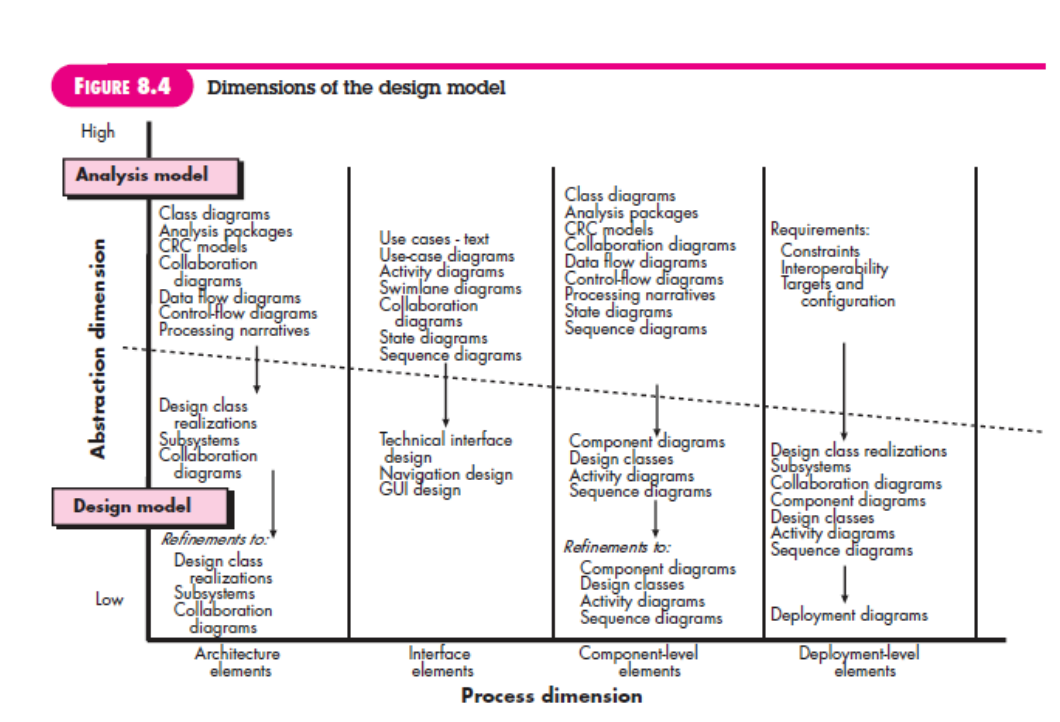 FIGURE 8.4
Dimensions of the design model
High
Analysis model
Abstraction dimension
Class diagrams
Analysis packages
CRC models
Collaboration
diagrams
Data flow diagrams
Control-flow diagrams
Processing narratives
Design class
realizations
Subsystems
Collaboration
diagrams
Design model
Refinements to:
Design class
realizations
Subsystems
Collaboration
diagrams
Low
Use cases - text
Use-case diagrams
Activity diagrams
Swimlane diagrams
Collaboration
diagrams
State diagrams
Sequence diagrams
Technical interface
design
Navigation design
GUI design
Class diagrams
Analysis packages
CRC models
Collaboration diagrams
Data flow diagrams
Control-flow diagrams
Processing narratives
State diagrams
Sequence diagrams
Component diagrams
Design classes
Activity diagrams
Sequence diagrams
Refinements to:
Component diagrams
Design classes
Activity diagrams
Sequence diagrams
Requirements:
Constraints
Interoperability
Targets and
configuration
Design class realizations
Subsystems
Collaboration diagrams
Component diagrams
Design classes
Activity diagrams
Sequence diagrams
Deployment diagrams
Architecture
elements
Interface
elements
Component-level
elements
Deployment-level
elements
Process dimension